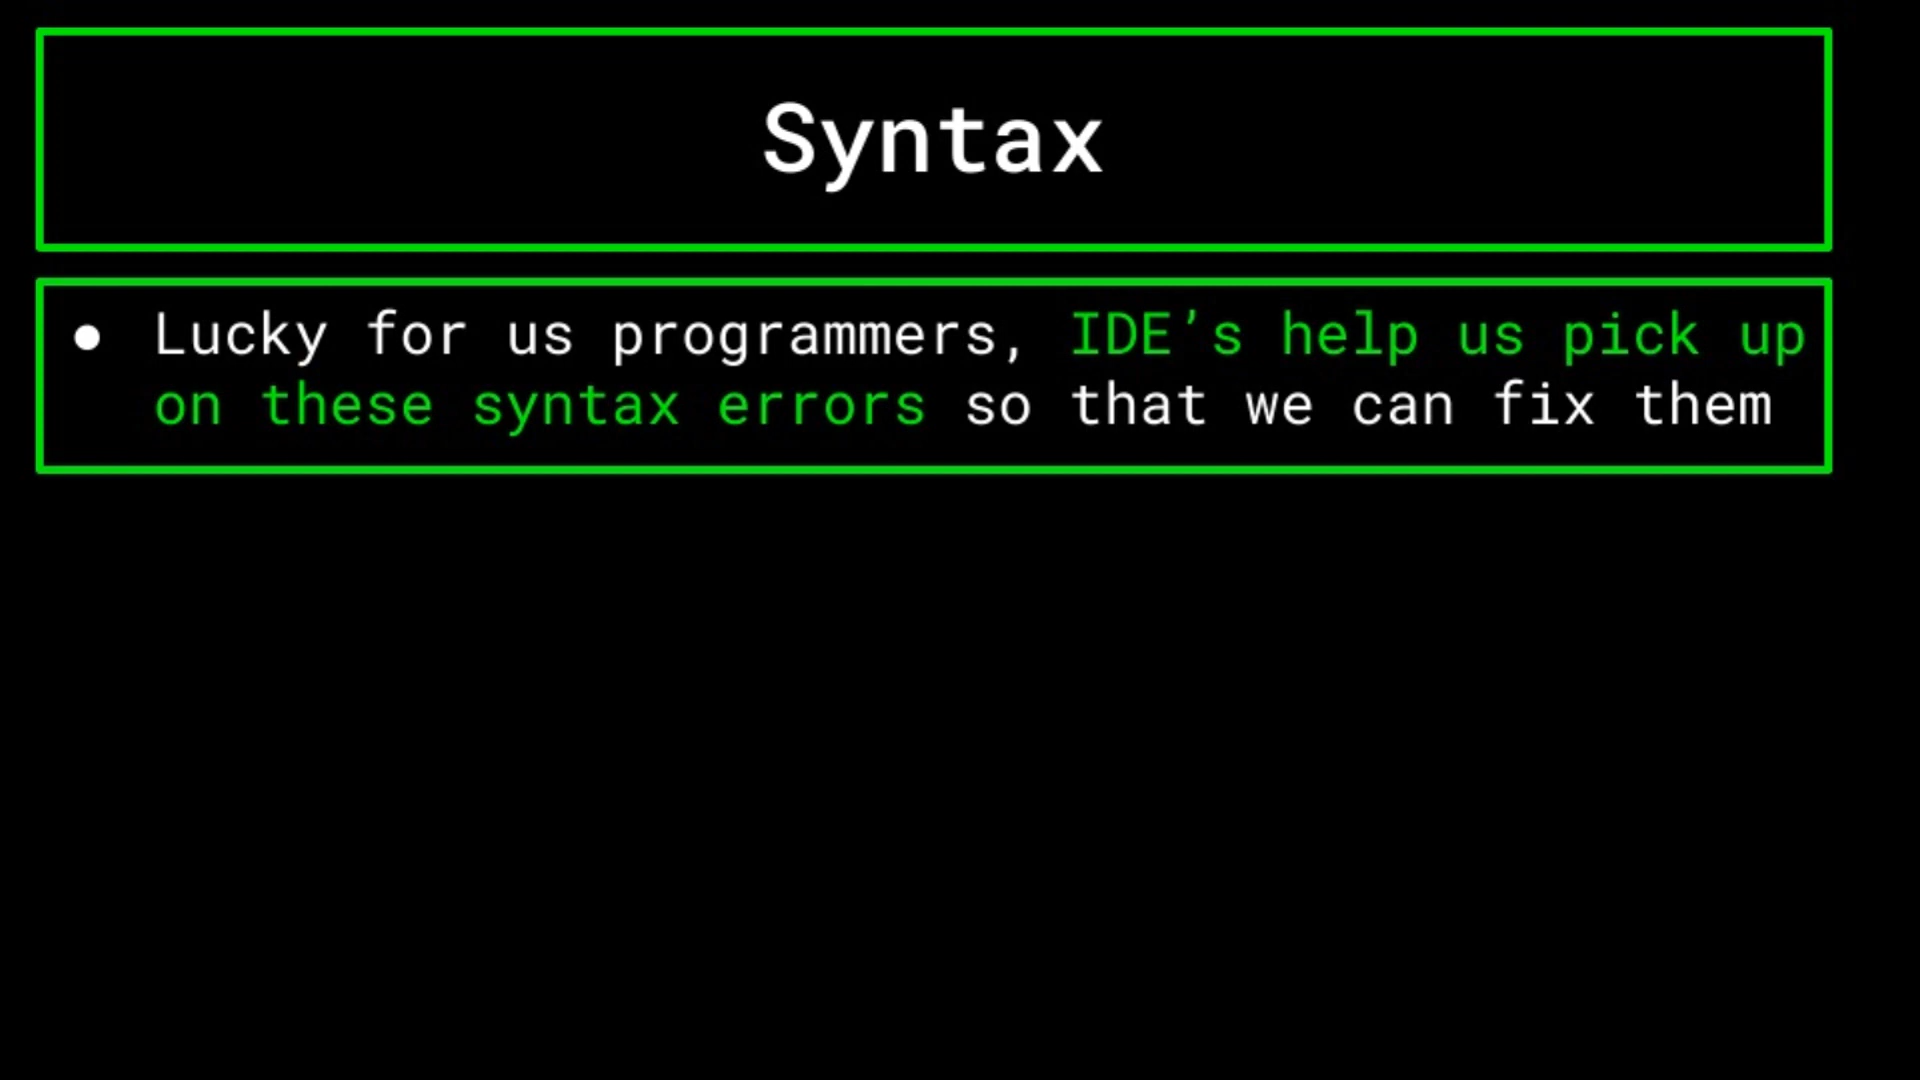 Syntax
● Lucky for us programmers, IDE’s help us pick up
on these syntax errors so that we can fix them